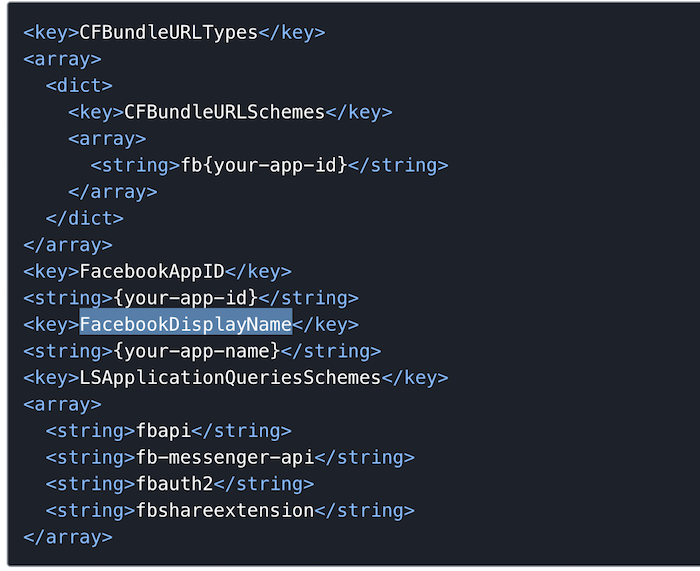 <key>CFBundleURLTypes</key>
<array>
  <dict>
    <key>CFBundleURLSchemes</key>
    <array>
      <string>fb{your-app-id}</string>
    </array>
  </dict>
</array>
<key>FacebookAppID</key>
<string>{your-app-id}</string>
<key>FacebookDisplayName</key>
<string>{your-app-name}</string>
<key>LSApplicationQueriesSchemes</key>
<array>
  <string>fbapi</string>
  <string>fb-messenger-api</string>
  <string>fbauth2</string>
  <string>fbshareextension</string>
</array>